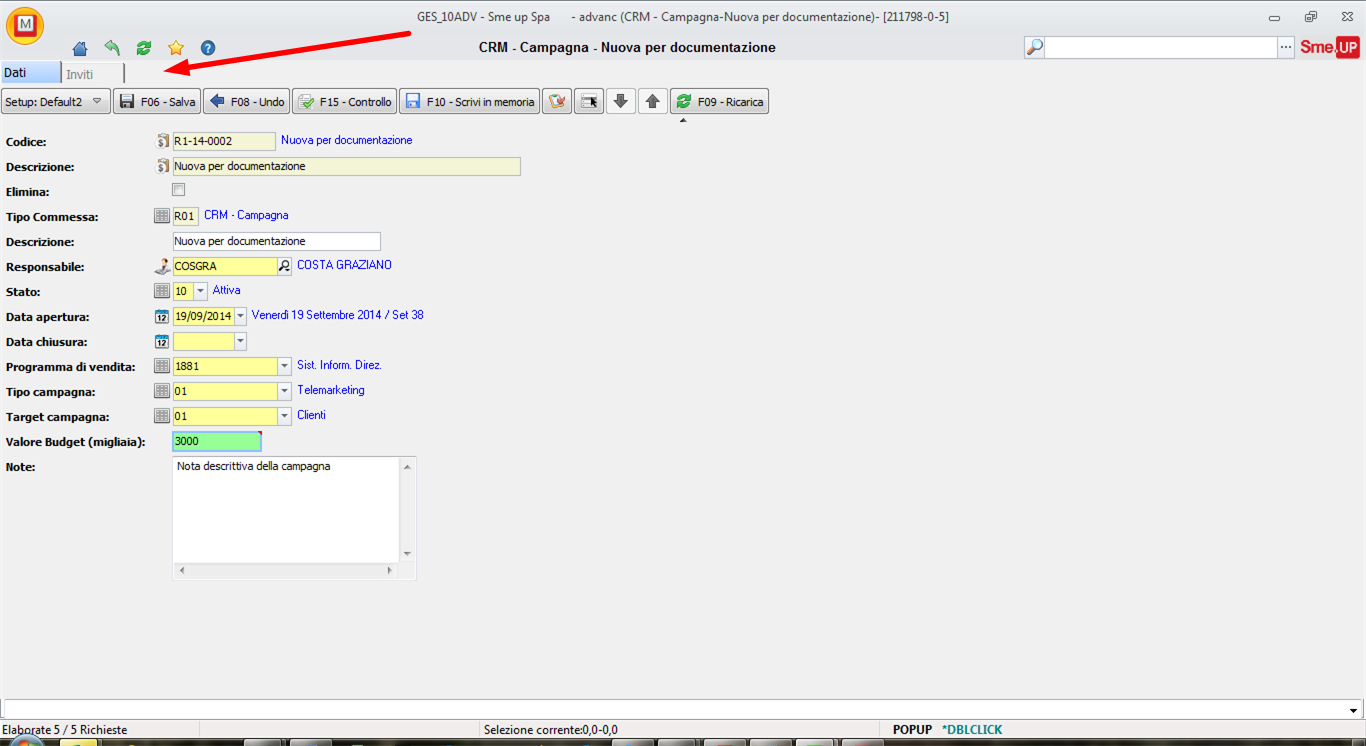 GES_10ADV - Sme up Spa - advanc (CRM - Campagna-Nuova per documentazione)- [211798-0-5]
M
CRM - Campagna - Nuova per documentazione
Sme.UP
Dati Inviti
Setup: Default2 F06 - Salva F08 - Undo F15 - Controllo F10 - Scrivi in memoria F09 - Ricarica
Codice: R1-14-0002 Nuova per documentazione
Descrizione: Nuova per documentazione
Elimina:
Tipo Commessa: R01 CRM - Campagna
Descrizione: Nuova per documentazione
Responsabile: COSGRA COSTA GRAZIANO
Stato: 10 Attiva
Data apertura: 12 19/09/2014 Venerdì 19 Settembre 2014 / Set 38
Data chiusura: 12
Programma di vendita: 1881 Sist. Inform. Direz.
Tipo campagna: 01 Telemarketing
Target campagna: 01 Clienti
Valore Budget (migliaia): 3000
Note: Nota descrittiva della campagna
Elaborate 5 / 5 Richieste Selezione corrente:0,0-0,0 POPUP *DBLCLICK